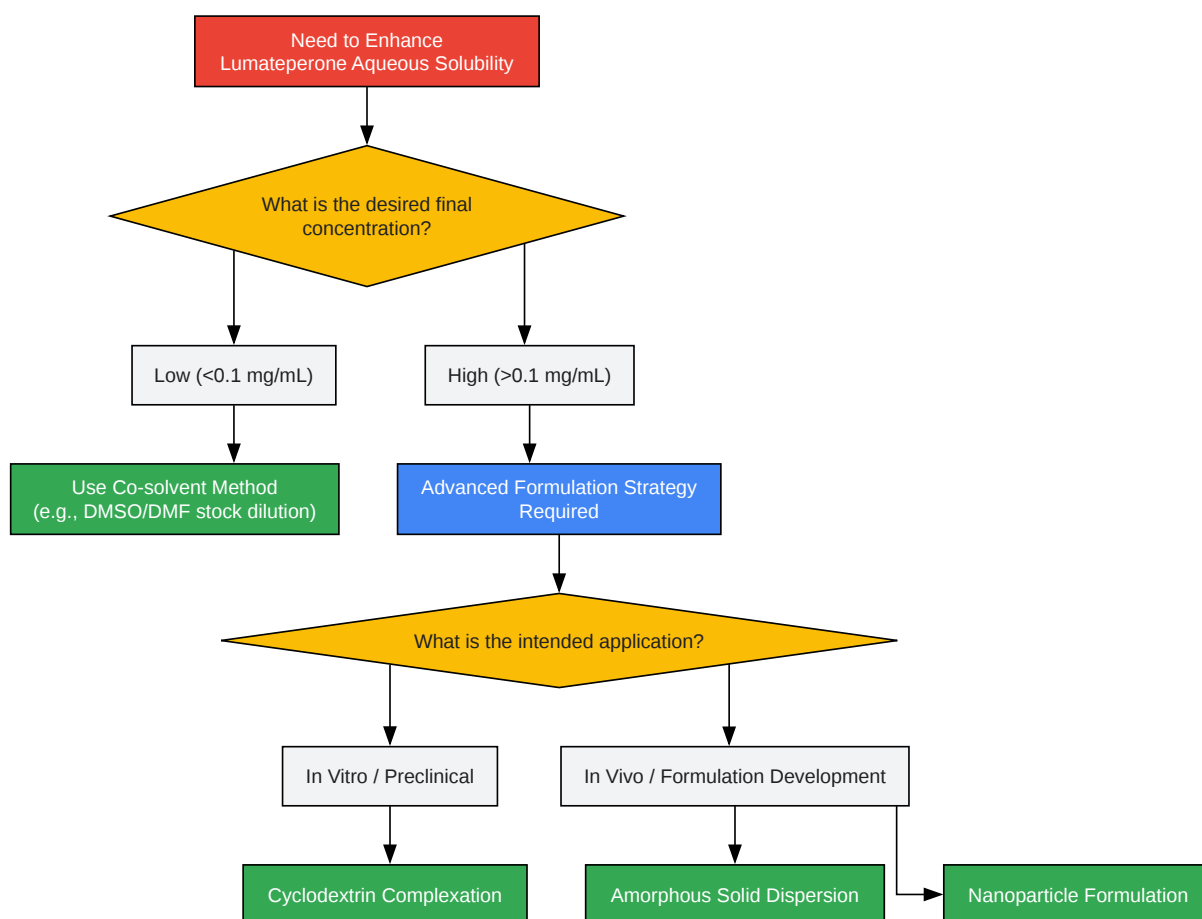 Need to Enhance
Lumateperone Aqueous Solubility
What is the desired final
concentration?
Low (<0.1 mg/mL)
High (>0.1 mg/mL)
Use Co-solvent Method
(e.g., DMSO/DMF stock dilution)
Advanced Formulation Strategy
Required
What is the intended application?
In Vitro / Preclinical
In Vivo / Formulation Development
Cyclodextrin Complexation
Amorphous Solid Dispersion
Nanoparticle Formulation